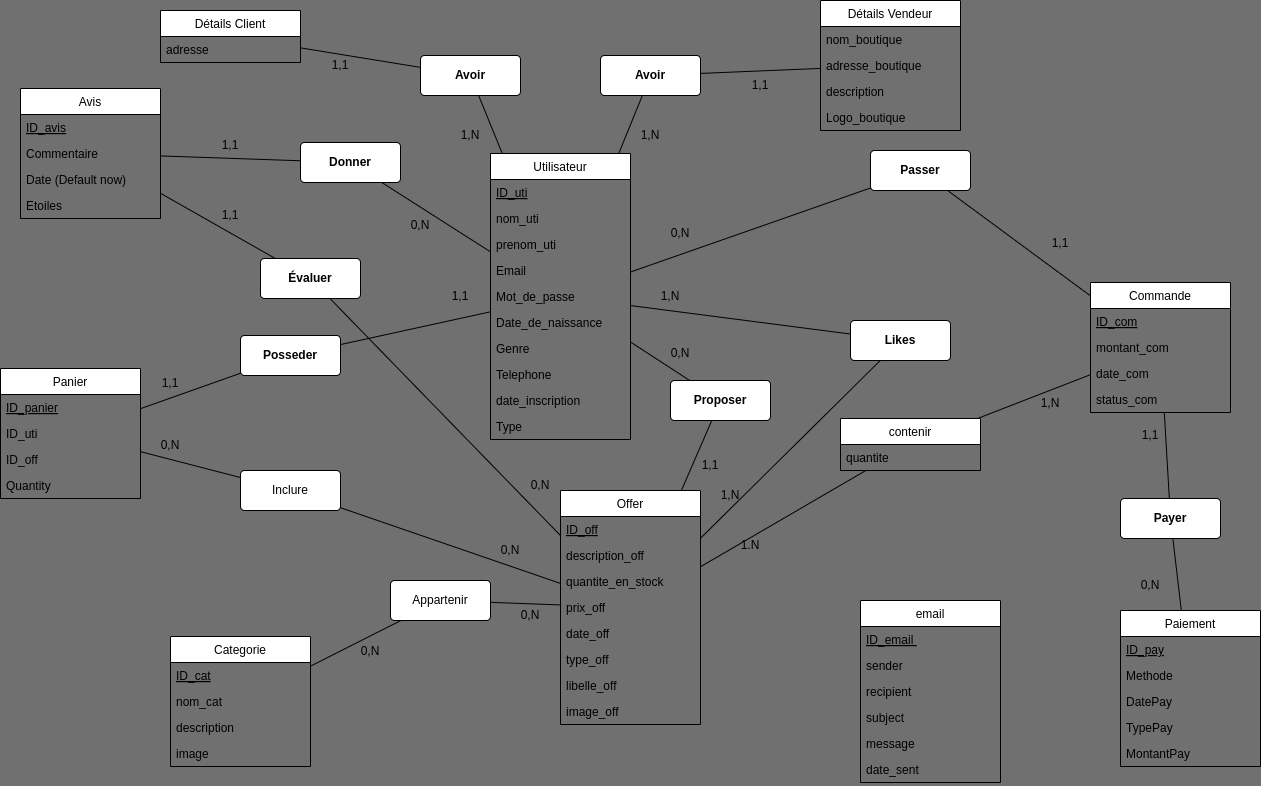 Détails Client
adresse
1,1
Avoir
1,N
Avoir
1,1
1,N
Détails Vendeur
nom_boutique
adresse_boutique
description
Logo_boutique
Avis
ID_avis
Commentaire
Date (Default now)
Etoiles
1,1
Donner
0,N
1,1
Évaluer
0,N
Utilisateur
ID_uti
nom_uti
prenom_uti
Email
Mot_de_passe
Date_de_naissance
Genre
Telephone
date_inscription
Type
Passer
0,N
1,1
1,1
Posseder
1,1
1,N
Likes
1,N
0,N
Proposer
1,1
Commande
ID_com
montant_com
date_com
status_com
Panier
ID_panier
ID_uti
ID_off
Quantity
0,N
Inclure
0,N
contenir
quantite
1,N
1.N
1,1
Payer
0,N
Offer
ID_off
description_off
quantite_en_stock
prix_off
date_off
type_off
libelle_off
image_off
Appartenir
0,N
0,N
Categorie
ID_cat
nom_cat
description
image
email
ID_email
sender
recipient
subject
message
date_sent
Paiement
ID_pay
Methode
DatePay
TypePay
MontantPay